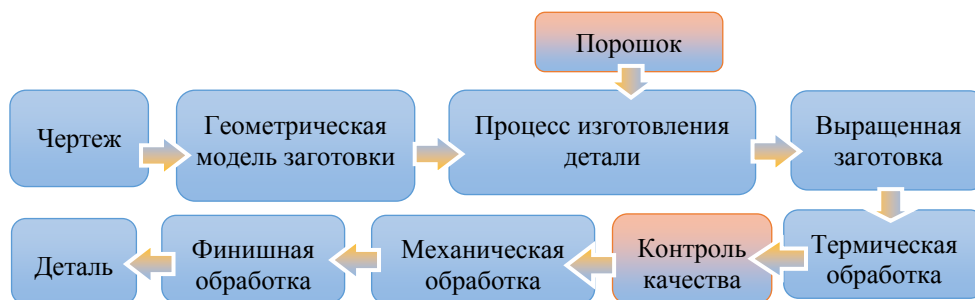 Порошок
Чертеж
Геометрическая
модель заготовки
Процесс изготовления
детали
Выращенная
заготовка
Деталь
Финишная
обработка
Механическая
обработка
Контроль
качества
Термическая
обработка